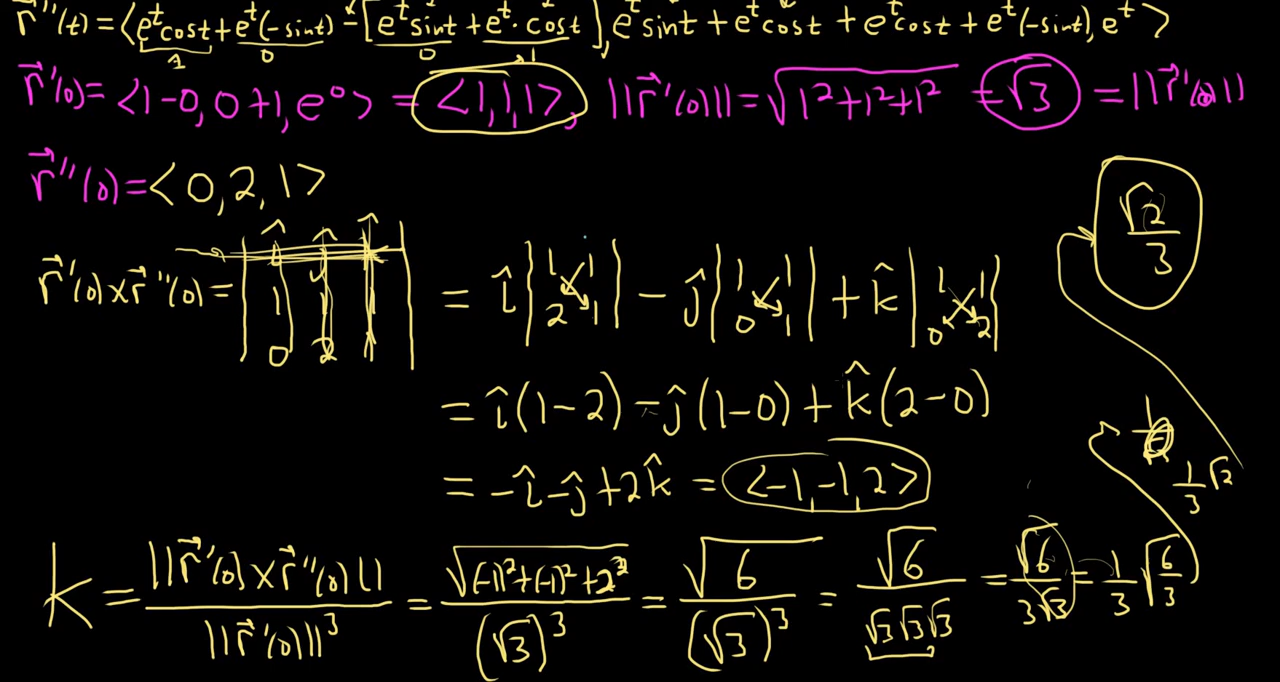 r⃗''(t) = <e^t cost + e^t(-sint) - [e^t sint + e^t · cost], e^t sint + e^t cost + e^t cost + e^t(-sint), e^t>
1 0 0 1
r⃗'(0) = <1-0, 0+1, e^0> = <1,1,1>, ||r⃗'(0)|| = √(1²+1²+1²) = √3 = ||r⃗'(0)||
r⃗''(0) = <0, 2, 1>
√2/3
r⃗'(0) x r⃗''(0) = | î ĵ k̂ ; 1 1 1 ; 0 2 1 | = î |1 1 ; 2 1| - ĵ |1 1 ; 0 1| + k̂ |1 1 ; 0 2|
= î(1-2) - ĵ(1-0) + k̂(2-0)
= -î - ĵ + 2k̂ = <-1, -1, 2>
1/3 √2
K = ||r⃗'(0) x r⃗''(0)|| / ||r⃗'(0)||³ = √((-1)²+(-1)²+2²) / (√3)³ = √6 / (√3)³ = √6 / √3√3√3 = √6 / 3√3 = 1/3 √(6/3)